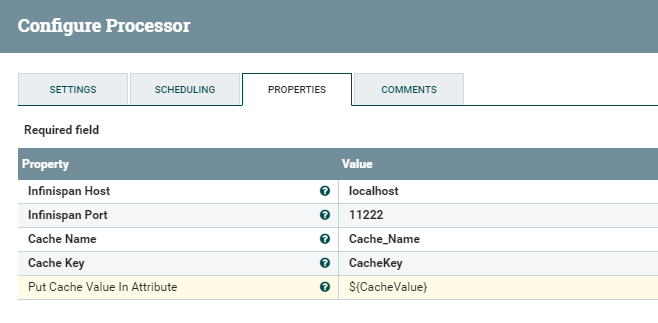 Configure Processor
SETTINGS SCHEDULING PROPERTIES COMMENTS
Required field
Property Value
Infinispan Host ? localhost
Infinispan Port ? 11222
Cache Name ? Cache_Name
Cache Key ? CacheKey
Put Cache Value In Attribute ? ${CacheValue}